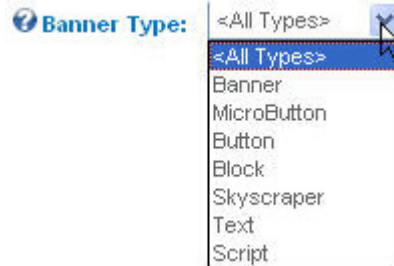 Banner Type: <All Types>
<All Types>
Banner
MicroButton
Button
Block
Skyscraper
Text
Script